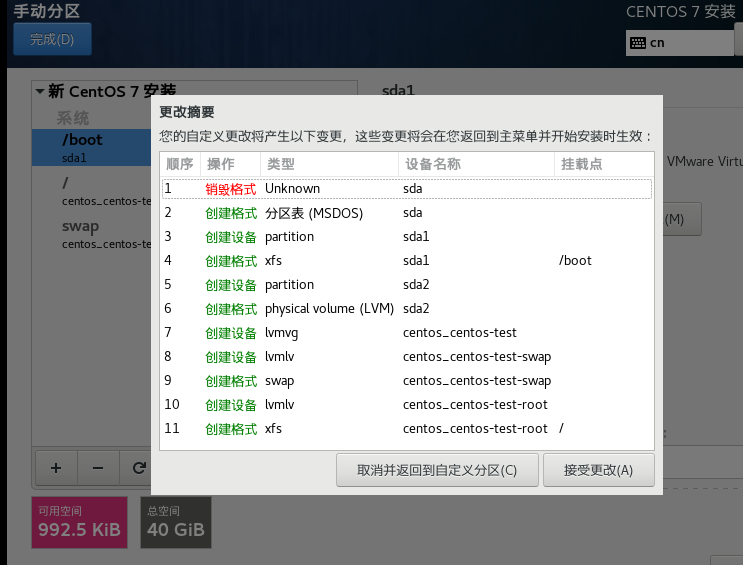 手动分区
CENTOS 7 安装
完成(D)
cn
新 CentOS 7 安装
sda1
系统
/boot
sda1
/
centos_centos-te
swap
centos_centos-te
VMware Virtu
(M)
更改摘要
您的自定义更改将产生以下变更，这些变更将会在您返回到主菜单并开始安装时生效：
顺序 操作 类型 设备名称 挂载点
1 销毁格式 Unknown sda
2 创建格式 分区表 (MSDOS) sda
3 创建设备 partition sda1
4 创建格式 xfs sda1 /boot
5 创建设备 partition sda2
6 创建格式 physical volume (LVM) sda2
7 创建设备 lvmvg centos_centos-test
8 创建设备 lvmlv centos_centos-test-swap
9 创建格式 swap centos_centos-test-swap
10 创建设备 lvmlv centos_centos-test-root
11 创建格式 xfs centos_centos-test-root /
取消并返回到自定义分区(C) 接受更改(A)
可用空间
992.5 KiB
总空间
40 GiB